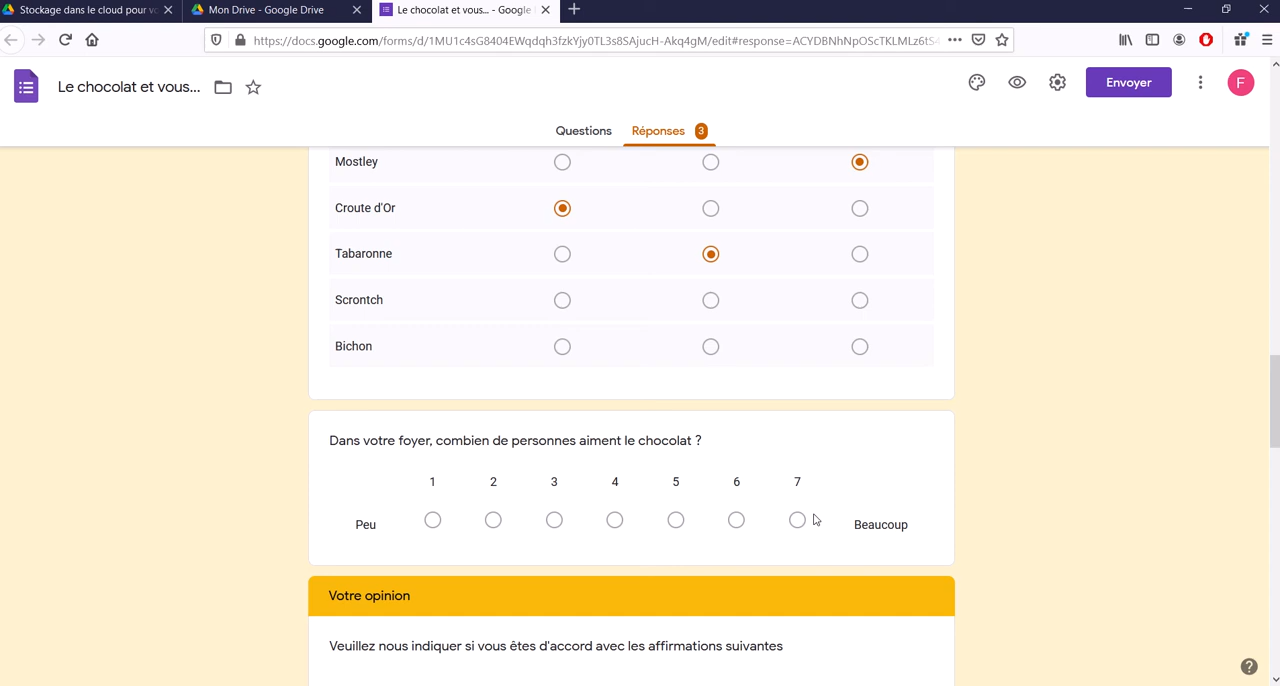 Stockage dans le cloud pour vo
Mon Drive - Google Drive
Le chocolat et vous... - Google
https://docs.google.com/forms/d/1MU1c4sG8404EWqdqh3fzkYjy0TL3s8SAjucH-Akq4gM/edit#response=ACYDBNhNpOScTKLMLz6tS4
Le chocolat et vous...
Envoyer
F
Questions
Réponses 3
Mostley
Croute d'Or
Tabaronne
Scrontch
Bichon
Dans votre foyer, combien de personnes aiment le chocolat ?
1 2 3 4 5 6 7
Peu
Beaucoup
Votre opinion
Veuillez nous indiquer si vous êtes d'accord avec les affirmations suivantes